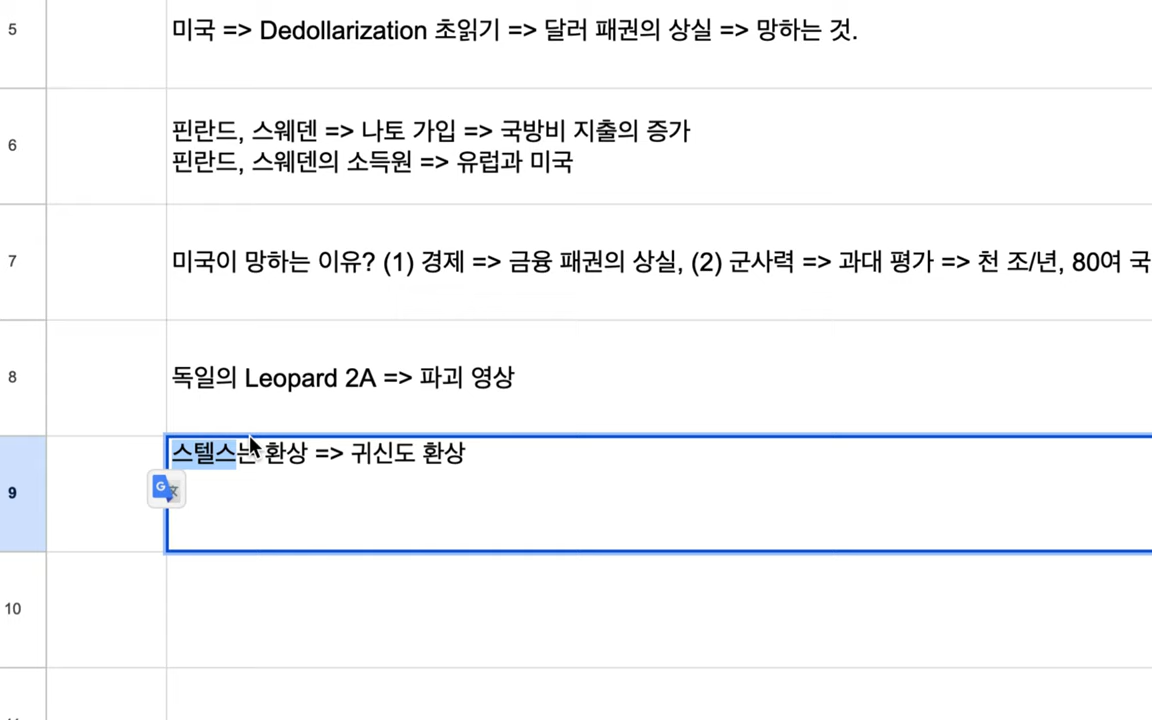 5
미국 => Dedollarization 초읽기 => 달러 패권의 상실 => 망하는 것.
6
핀란드, 스웨덴 => 나토 가입 => 국방비 지출의 증가
핀란드, 스웨덴의 소득원 => 유럽과 미국
7
미국이 망하는 이유? (1) 경제 => 금융 패권의 상실, (2) 군사력 => 과대 평가 => 천 조/년, 80여 국
8
독일의 Leopard 2A => 파괴 영상
9
스텔스는 환상 => 귀신도 환상
10